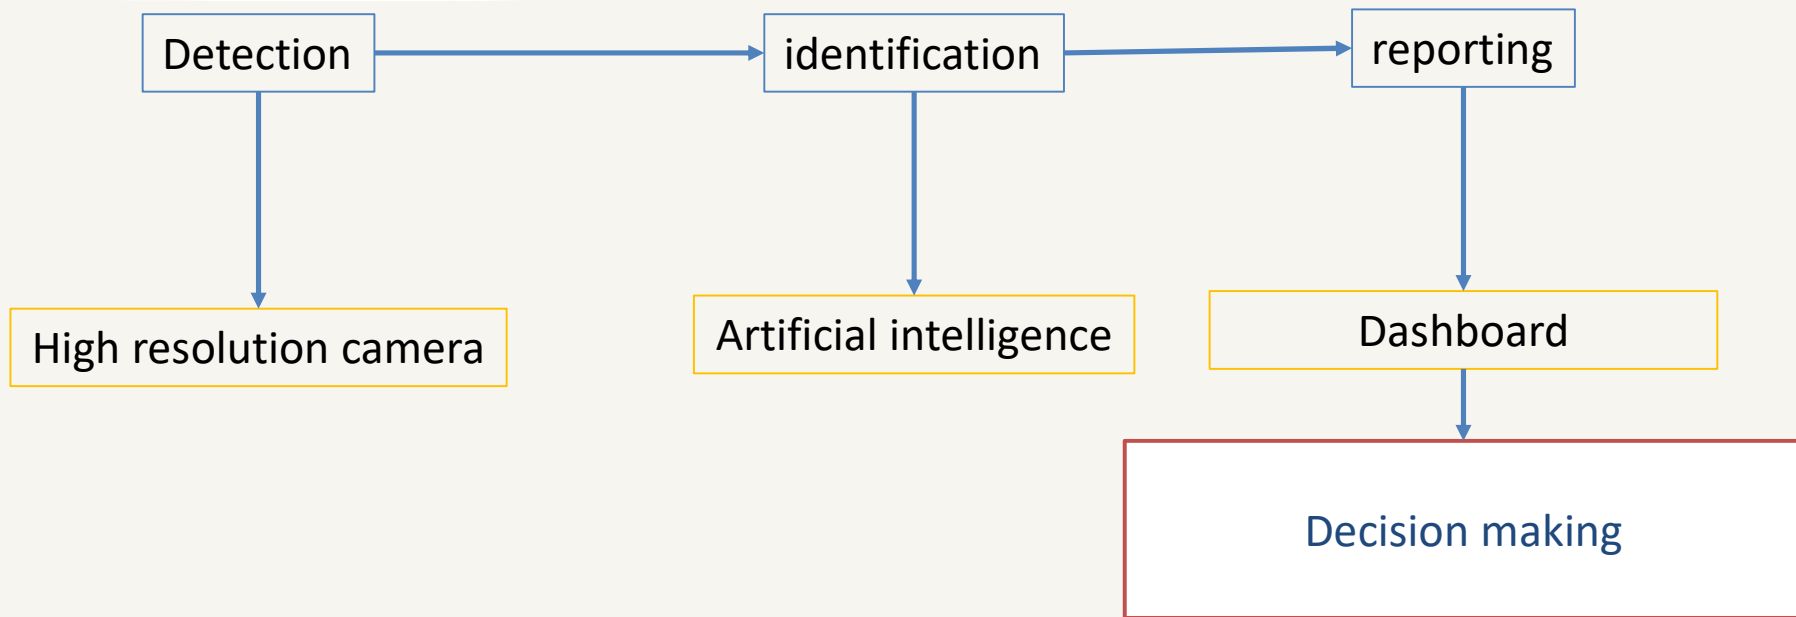 Detection
identification
reporting
High resolution camera
Artificial intelligence
Dashboard
Decision making